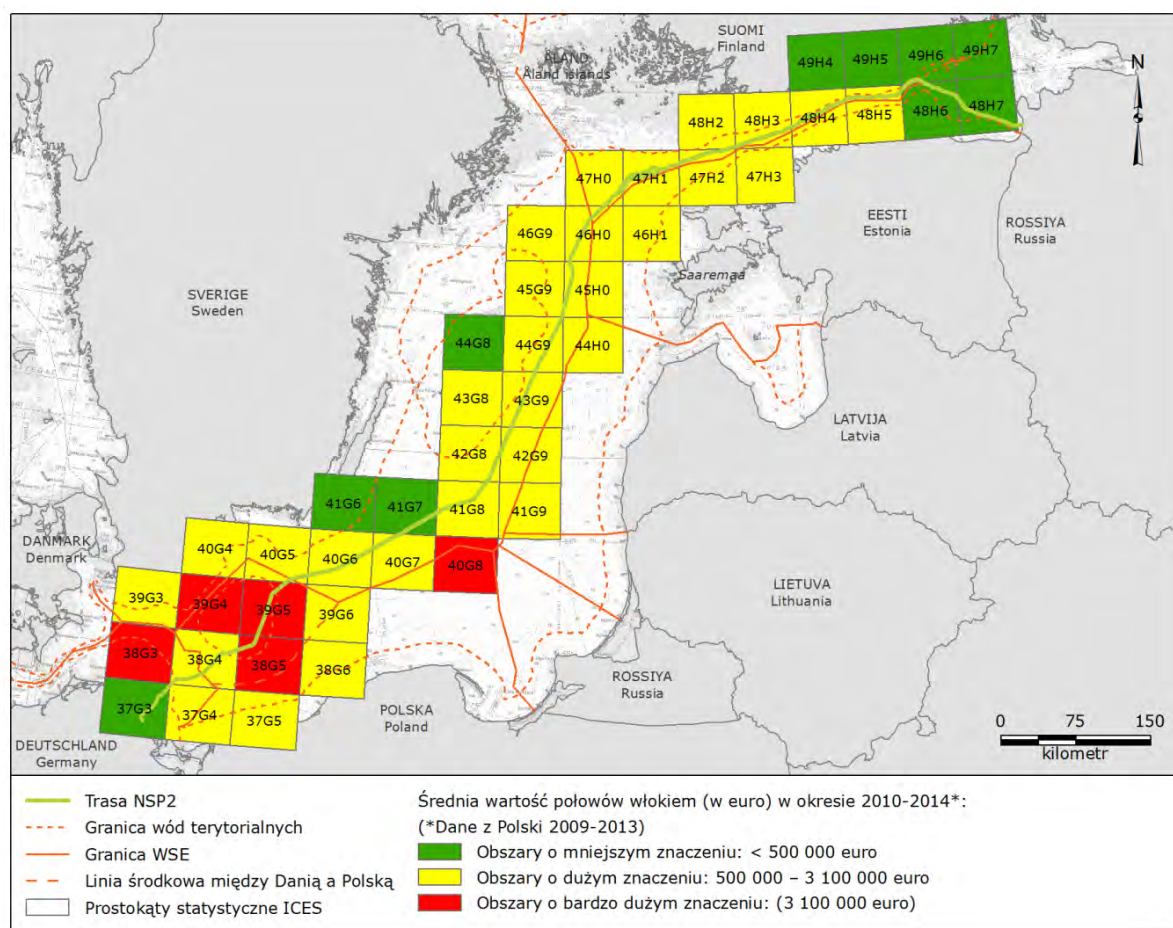 SUOMI
Finland
ÅLAND
Åland islands
N
49H4 49H5 49H6 49H7
48H2 48H3 48H4 48H5 48H6 48H7
47H0 47H1 47H2 47H3
EESTI
Estonia
ROSSIYA
Russia
46G9 46H0 46H1
Saaremaa
SVERIGE
Sweden
45G9 45H0
44G8 44G9 44H0
43G8 43G9
LATVIJA
Latvia
42G8 42G9
41G6 41G7 41G8 41G9
DANMARK
Denmark
40G4 40G5 40G6 40G7 40G8
LIETUVA
Lithuania
39G3 39G4 39G5 39G6
38G3 38G4 38G5 38G6
ROSSIYA
Russia
37G3 37G4 37G5
POLSKA
Poland
DEUTSCHLAND
Germany
0 75 150
kilometr
Trasa NSP2
Granica wód terytorialnych
Granica WSE
Linia środkowa między Danią a Polską
Prostokąty statystyczne ICES
Średnia wartość połowów włokiem (w euro) w okresie 2010-2014*:
(*Dane z Polski 2009-2013)
Obszary o mniejszym znaczeniu: < 500 000 euro
Obszary o dużym znaczeniu: 500 000 – 3 100 000 euro
Obszary o bardzo dużym znaczeniu: (3 100 000 euro)